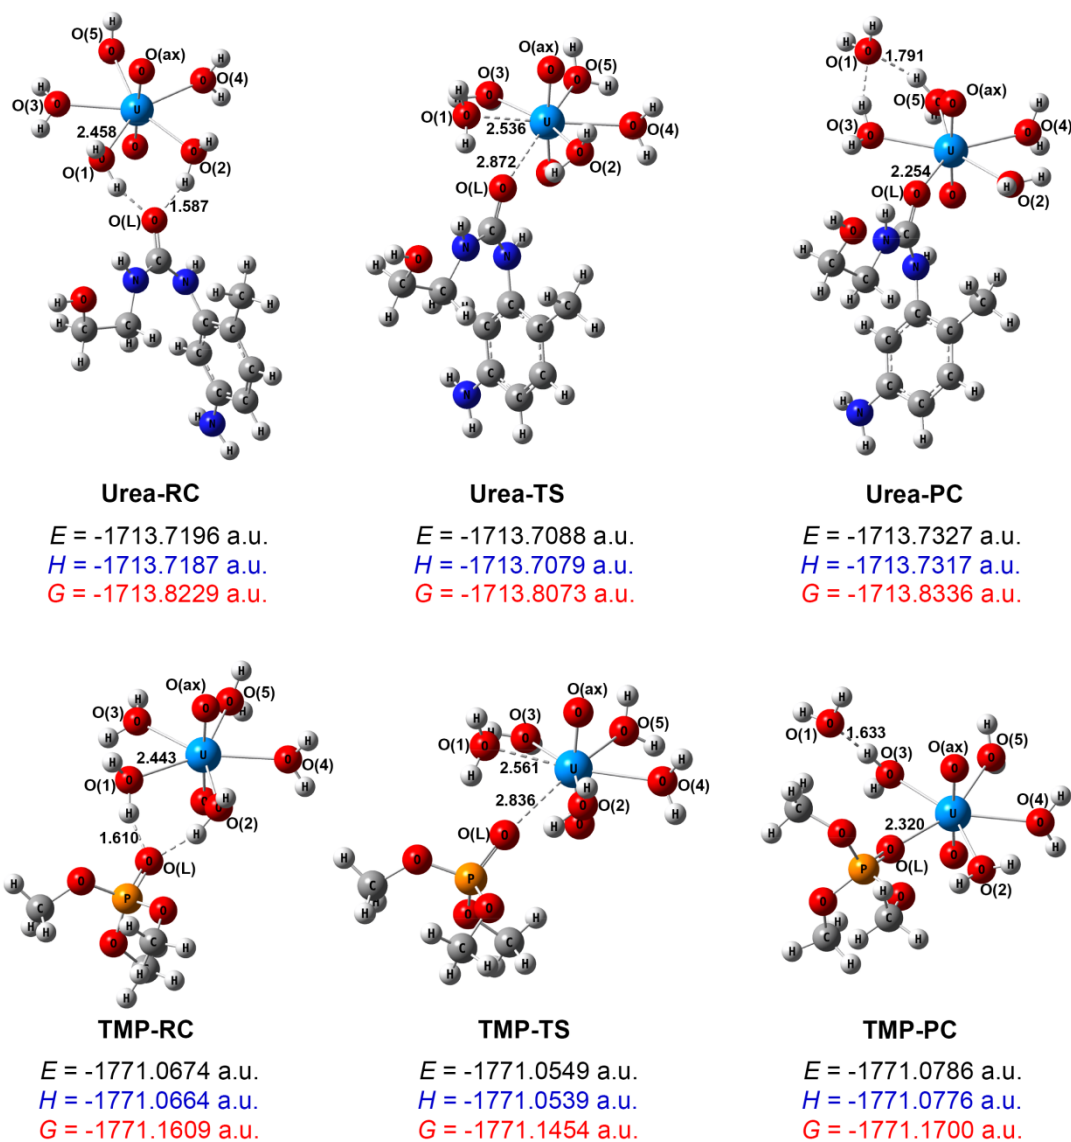 O(5)
O(ax)
O(4)
O(3)
2.458
O(1)
O(2)
1.587
O(L)
Urea-RC
E = -1713.7196 a.u.
H = -1713.7187 a.u.
G = -1713.8229 a.u.
O(ax)
O(5)
O(3)
O(1)
2.536
O(4)
2.872
O(2)
O(L)
Urea-TS
E = -1713.7088 a.u.
H = -1713.7079 a.u.
G = -1713.8073 a.u.
O(1)
1.791
O(ax)
O(5)
O(3)
O(4)
2.254
O(L)
O(2)
Urea-PC
E = -1713.7327 a.u.
H = -1713.7317 a.u.
G = -1713.8336 a.u.
O(ax)
O(5)
O(3)
2.443
O(1)
O(4)
O(2)
1.610
O(L)
TMP-RC
E = -1771.0674 a.u.
H = -1771.0664 a.u.
G = -1771.1609 a.u.
O(ax)
O(3)
O(5)
O(1)
2.561
O(4)
2.836
O(2)
O(L)
TMP-TS
E = -1771.0549 a.u.
H = -1771.0539 a.u.
G = -1771.1454 a.u.
O(1)
1.633
O(3)
O(ax)
O(5)
O(4)
2.320
O(L)
O(2)
TMP-PC
E = -1771.0786 a.u.
H = -1771.0776 a.u.
G = -1771.1700 a.u.